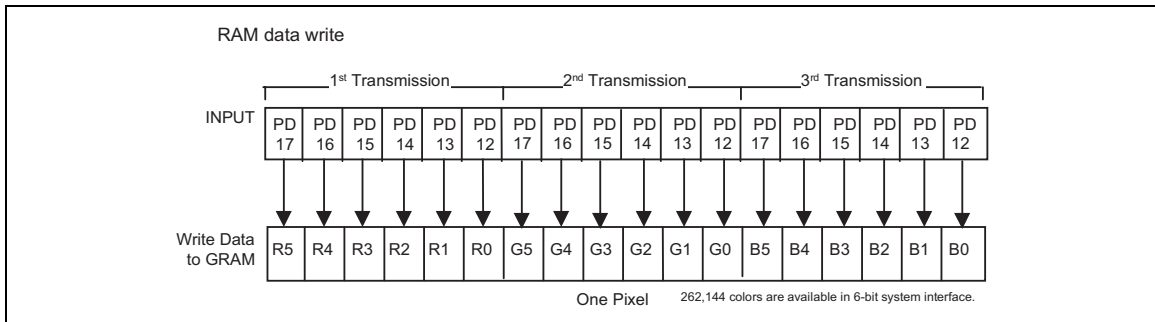 RAM data write
1st Transmission 2nd Transmission 3rd Transmission
INPUT PD 17 PD 16 PD 15 PD 14 PD 13 PD 12 PD 17 PD 16 PD 15 PD 14 PD 13 PD 12 PD 17 PD 16 PD 15 PD 14 PD 13 PD 12
Write Data to GRAM R5 R4 R3 R2 R1 R0 G5 G4 G3 G2 G1 G0 B5 B4 B3 B2 B1 B0
One Pixel 262,144 colors are available in 6-bit system interface.